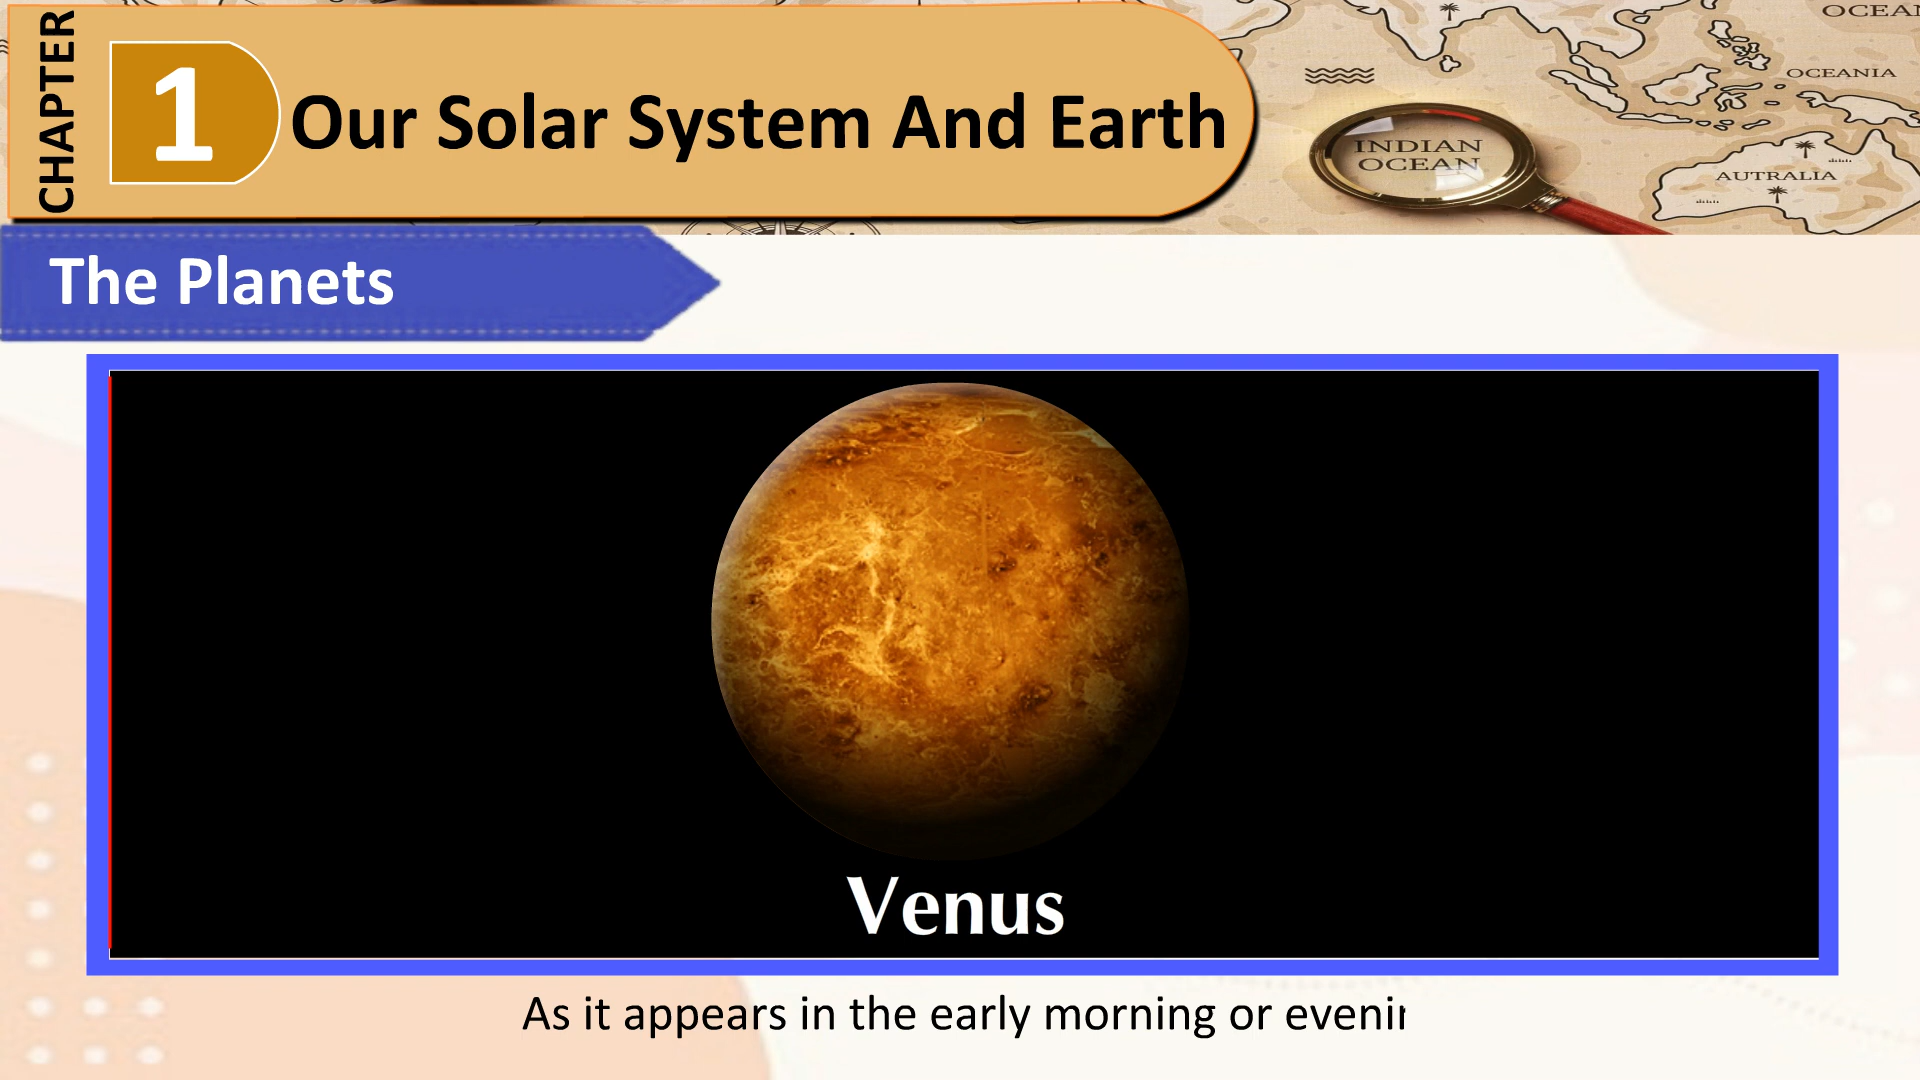 CHAPTER
1
Our Solar System And Earth
OCEANIA
INDIAN
OCEAN
AUSTRALIA
The Planets
Venus
As it appears in the early morning or